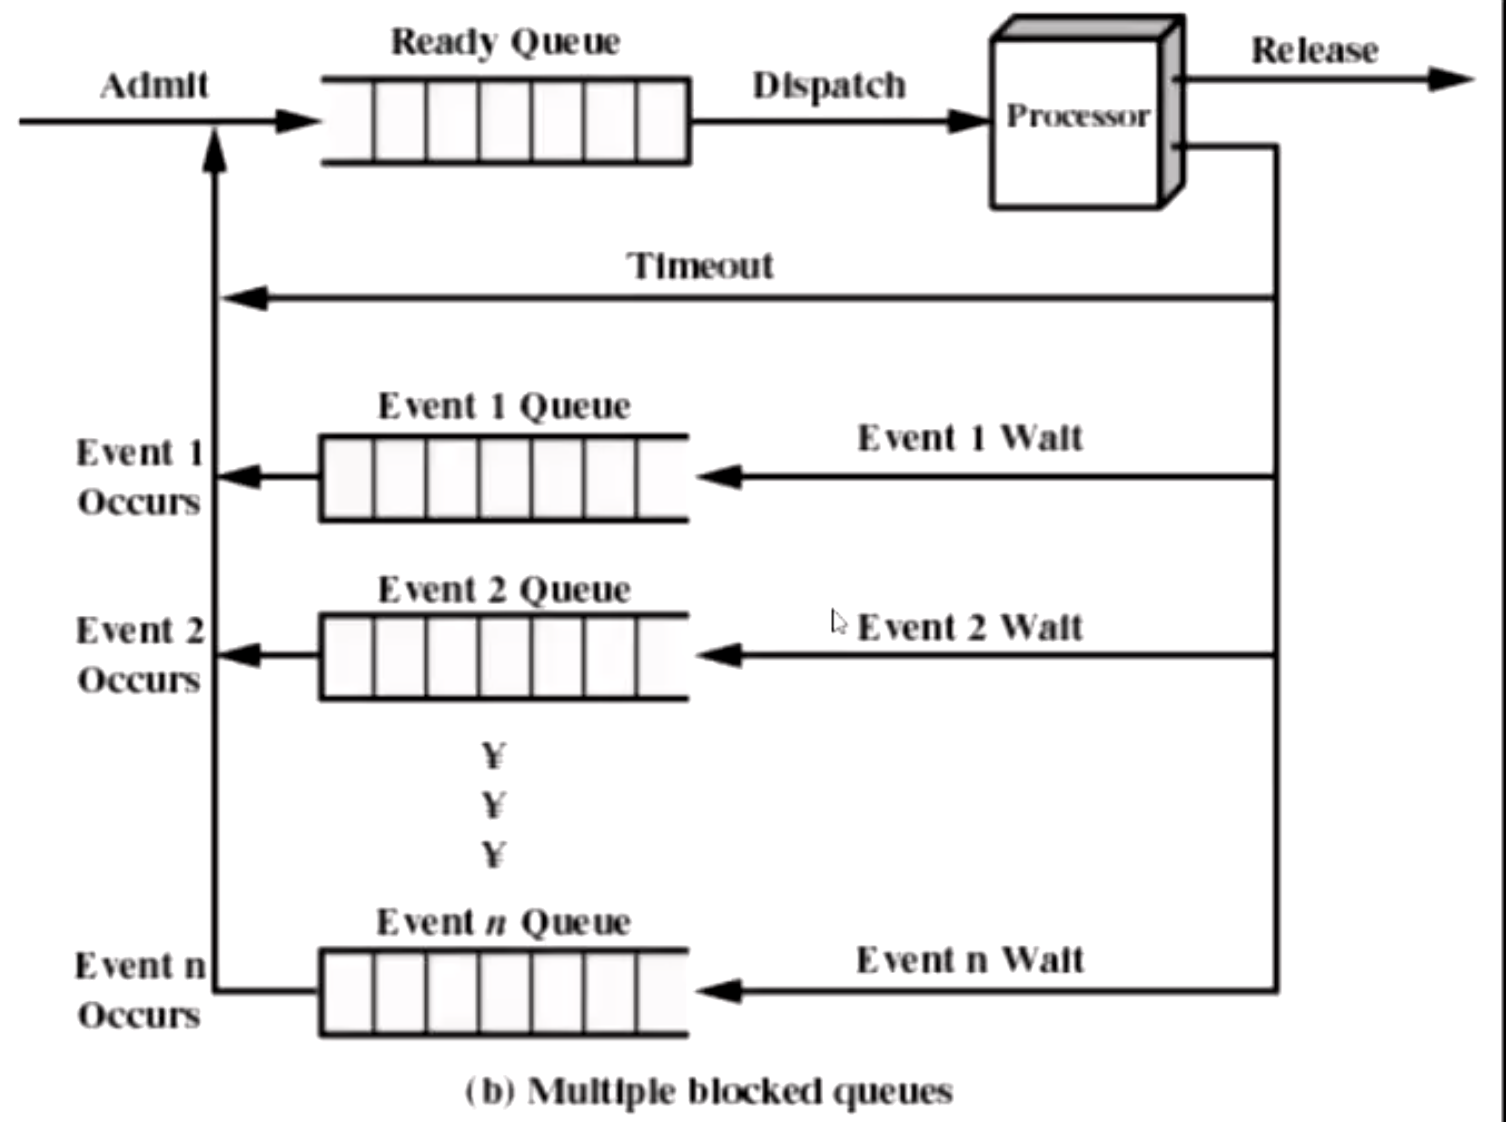 Ready Queue
Admit
Dispatch
Processor
Release
Timeout
Event 1 Queue
Event 1
Occurs
Event 1 Wait
Event 2 Queue
Event 2
Occurs
Event 2 Wait
¥
¥
¥
Event n Queue
Event n
Occurs
Event n Wait
(b) Multiple blocked queues